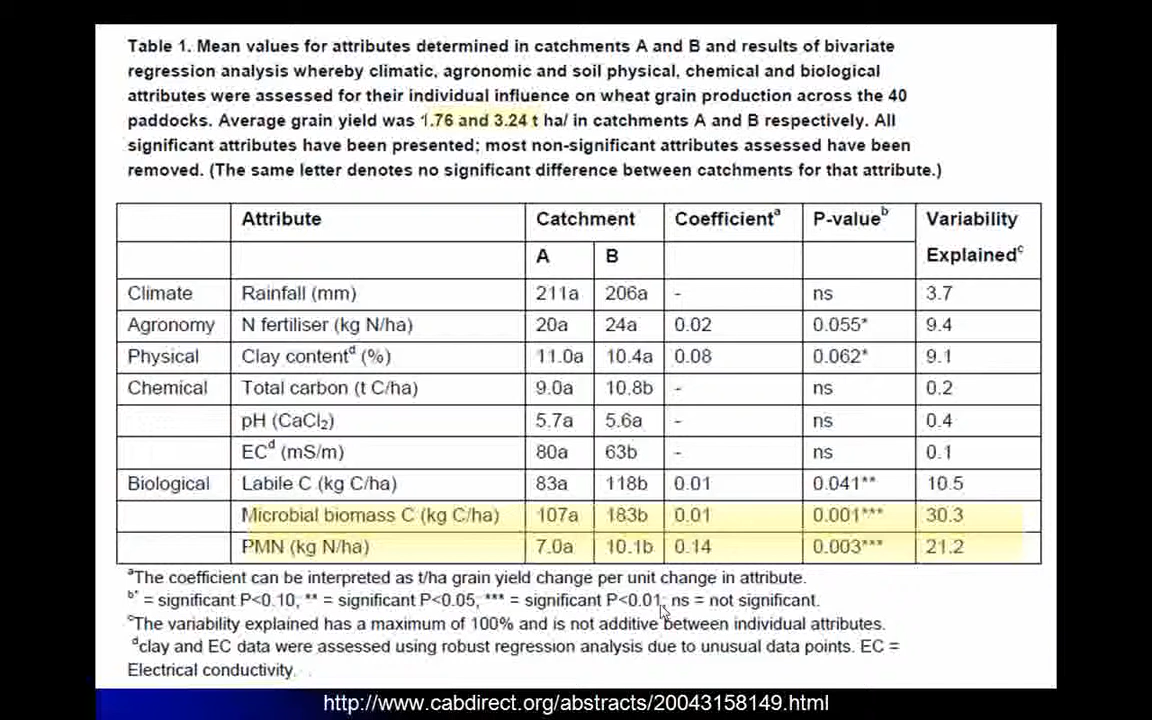 Table 1. Mean values for attributes determined in catchments A and B and results of bivariate
regression analysis whereby climatic, agronomic and soil physical, chemical and biological
attributes were assessed for their individual influence on wheat grain production across the 40
paddocks. Average grain yield was 1.76 and 3.24 t ha/ in catchments A and B respectively. All
significant attributes have been presented; most non-significant attributes assessed have been
removed. (The same letter denotes no significant difference between catchments for that attribute.)
Attribute Catchment Coefficientᵃ P-valueᵇ Variability
A B Explainedᶜ
Climate Rainfall (mm) 211a 206a - ns 3.7
Agronomy N fertiliser (kg N/ha) 20a 24a 0.02 0.055* 9.4
Physical Clay contentᵈ (%) 11.0a 10.4a 0.08 0.062* 9.1
Chemical Total carbon (t C/ha) 9.0a 10.8b - ns 0.2
pH (CaCl₂) 5.7a 5.6a - ns 0.4
ECᵈ (mS/m) 80a 63b - ns 0.1
Biological Labile C (kg C/ha) 83a 118b 0.01 0.041** 10.5
Microbial biomass C (kg C/ha) 107a 183b 0.01 0.001*** 30.3
PMN (kg N/ha) 7.0a 10.1b 0.14 0.003*** 21.2
ᵃThe coefficient can be interpreted as t/ha grain yield change per unit change in attribute.
ᵇ* = significant P<0.10, ** = significant P<0.05, *** = significant P<0.01; ns = not significant.
ᶜThe variability explained has a maximum of 100% and is not additive between individual attributes.
ᵈclay and EC data were assessed using robust regression analysis due to unusual data points. EC =
Electrical conductivity.
http://www.cabdirect.org/abstracts/20043158149.html